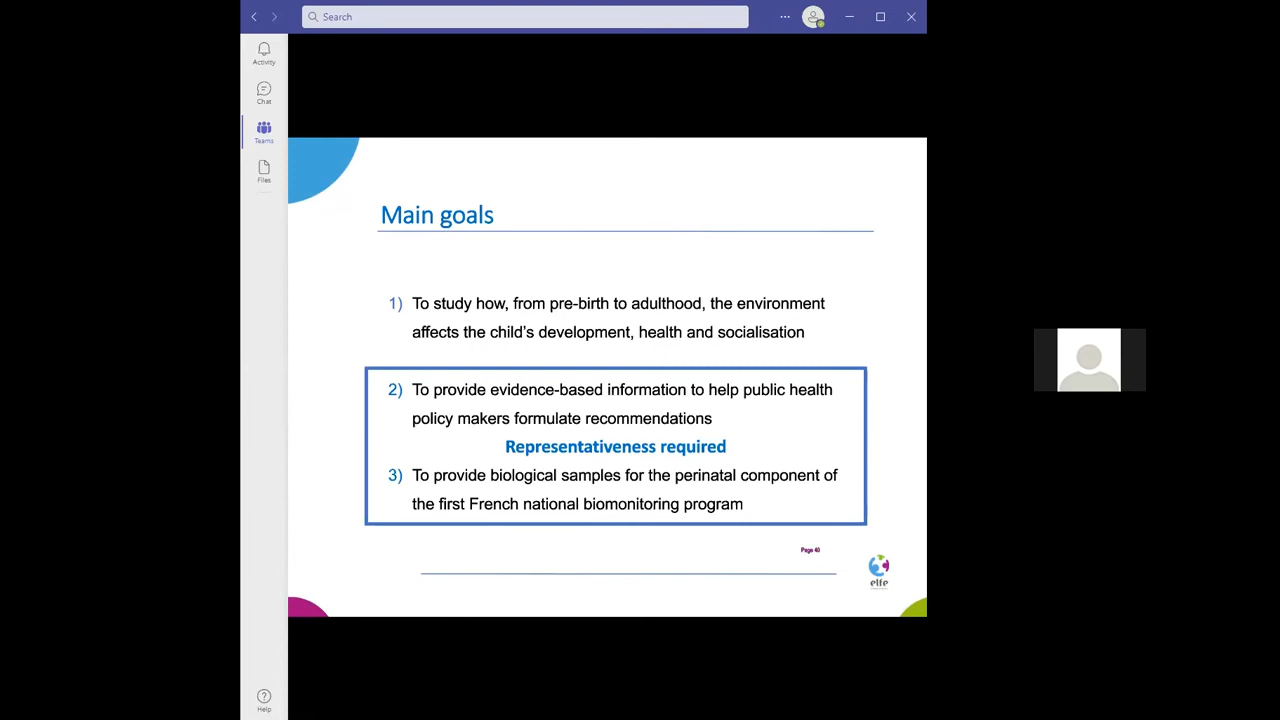 Search
Activity
Chat
Teams
Files
Main goals
1) To study how, from pre-birth to adulthood, the environment
affects the child's development, health and socialisation
2) To provide evidence-based information to help public health
policy makers formulate recommendations
Representativeness required
3) To provide biological samples for the perinatal component of
the first French national biomonitoring program
Page 40
elfe
Help